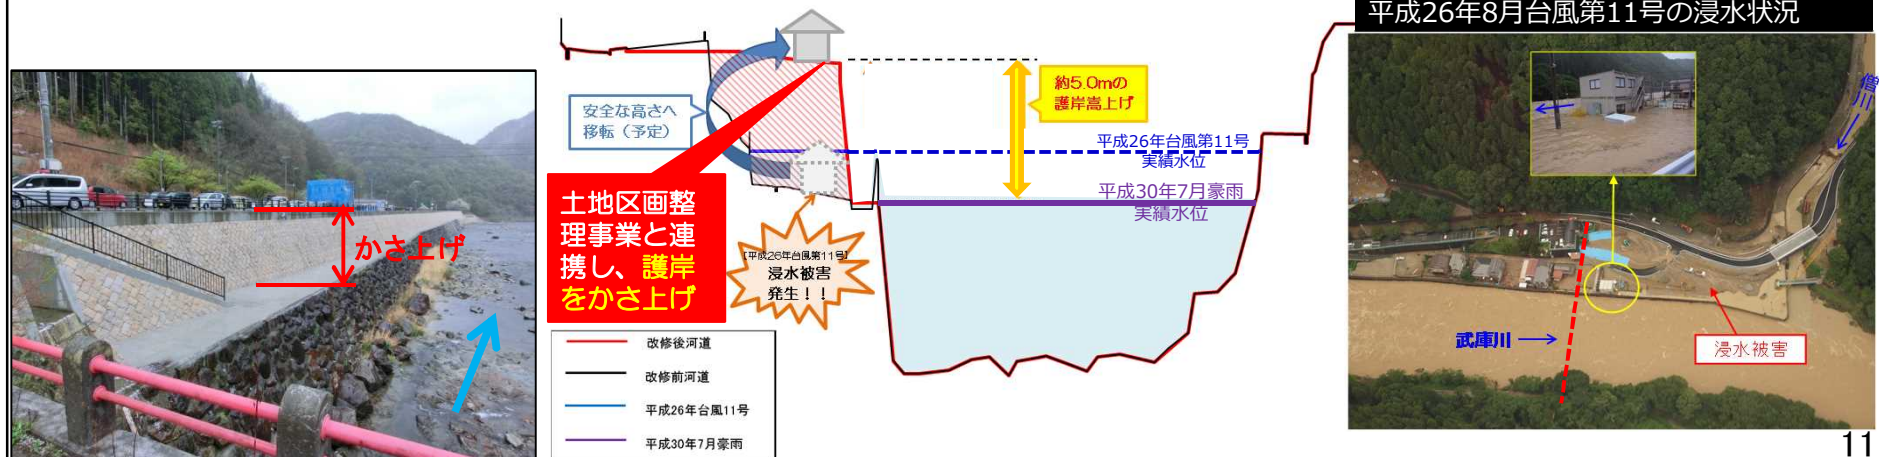 平成26年8月台風第11号の浸水状況
かさ上げ
安全な高さへ
移転（予定）
約5.0mの
護岸嵩上げ
平成26年台風第11号
実績水位
平成30年7月豪雨
実績水位
土地区画整
理事業と連
携し、護岸
をかさ上げ
【平成26年台風第11号】
浸水被害
発生！！
改修後河道
改修前河道
平成26年台風11号
平成30年7月豪雨
僧川
武庫川
浸水被害
11